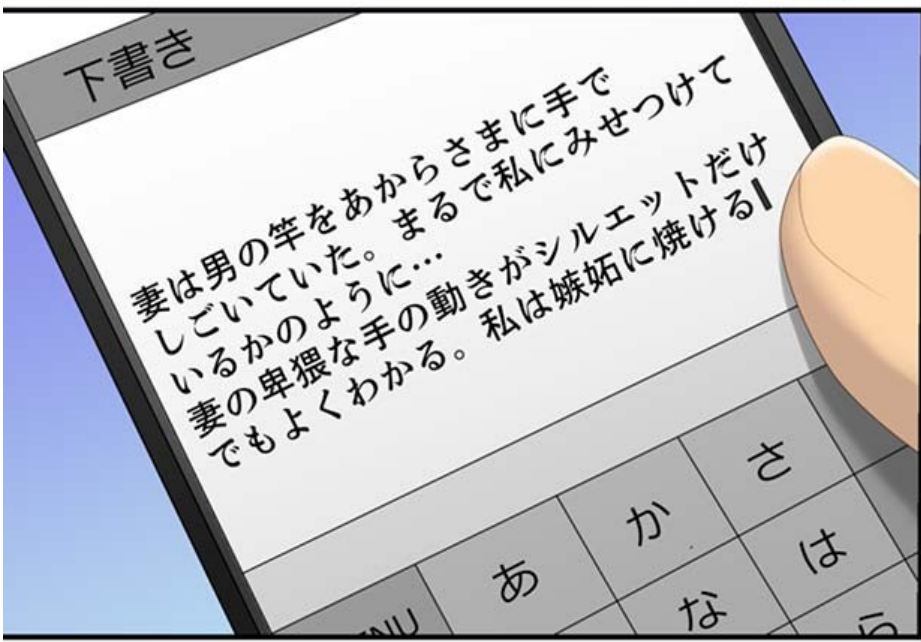 下書き
妻は男の竿をあからさまに手で
しごいていた。まるで私にみせつけて
いるかのように…
妻の卑猥な手の動きがシルエットだけ
でもよくわかる。私は嫉妬に焼ける
あ
か
さ
な
は